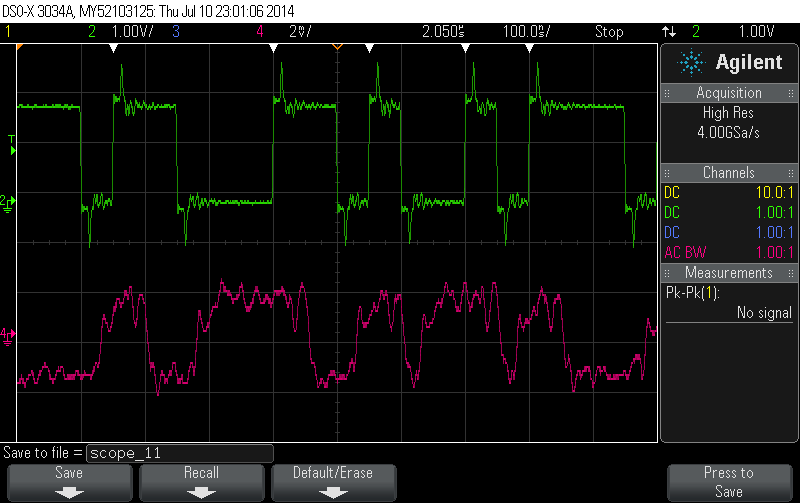 DSO-X 3034A, MY52103125: Thu Jul 10 23:01:06 2014
1 2 1.00V/ 3 4 2.050s 100.0s/ Stop 2 1.00V
Agilent
Acquisition
High Res
4.00GSa/s
Channels
DC 10.0:1
DC 1.00:1
DC 1.00:1
AC BW 1.00:1
Measurements
Pk-Pk(1):
No signal
T
2
4
Save to file = scope_11
Save Recall Default/Erase Press to Save